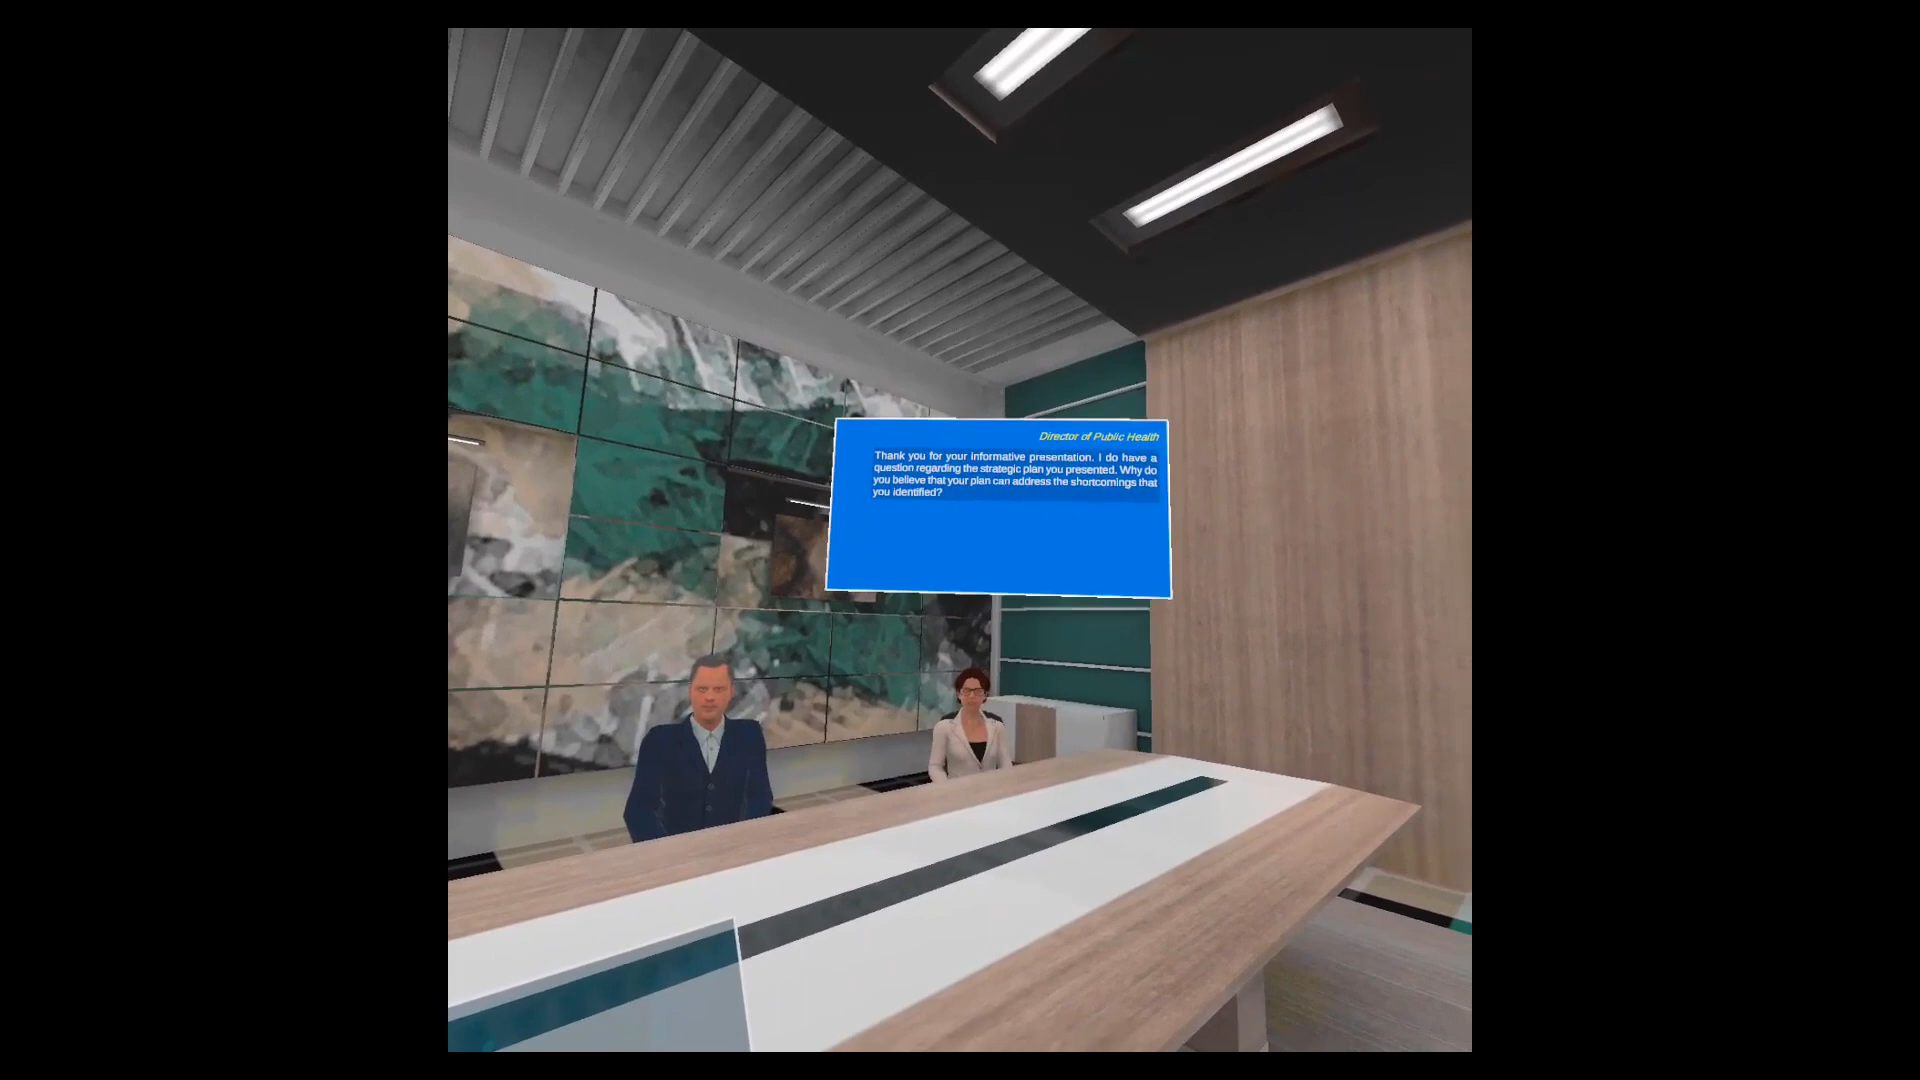 Director of Public Health
Thank you for your informative presentation. I do have a
question regarding the strategic plan you presented. Why do
you believe that your plan can address the shortcomings that
you identified?